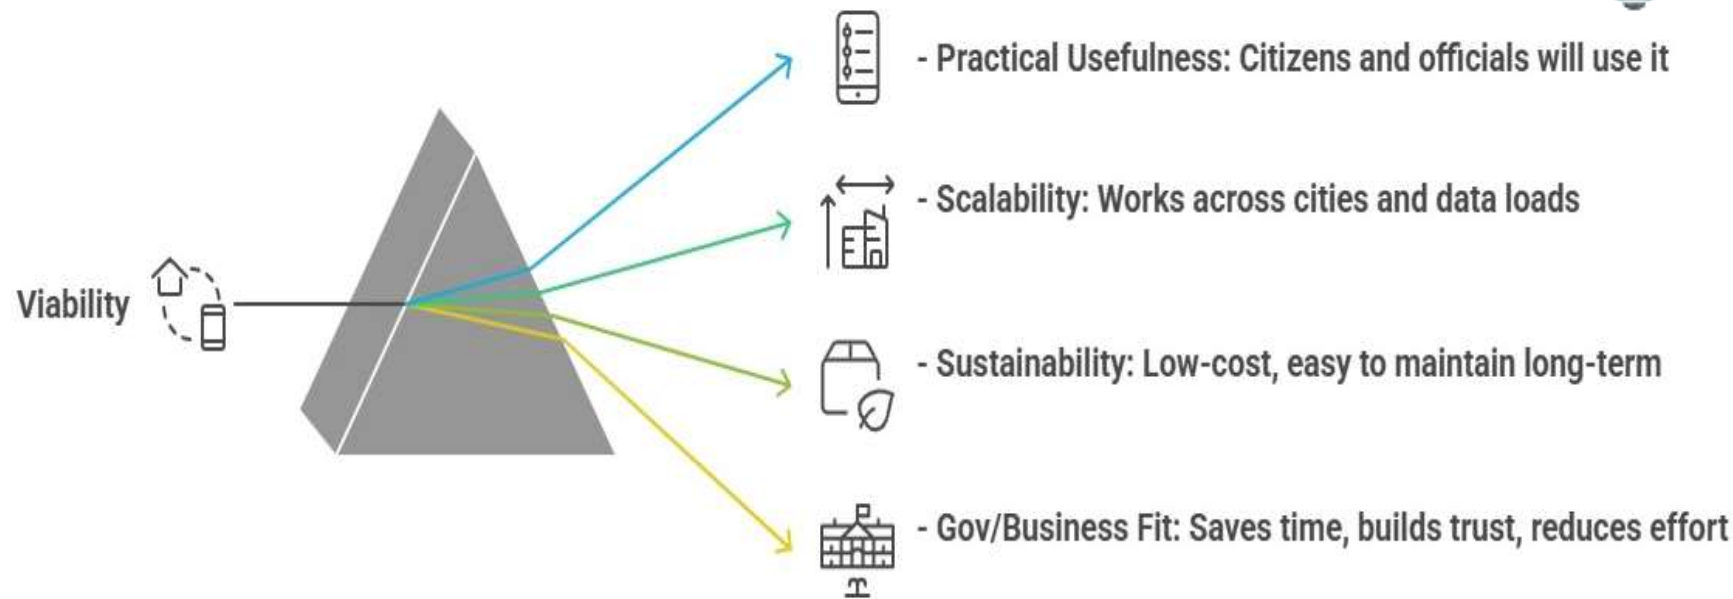 - Practical Usefulness: Citizens and officials will use it
- Scalability: Works across cities and data loads
Viability
- Sustainability: Low-cost, easy to maintain long-term
- Gov/Business Fit: Saves time, builds trust, reduces effort